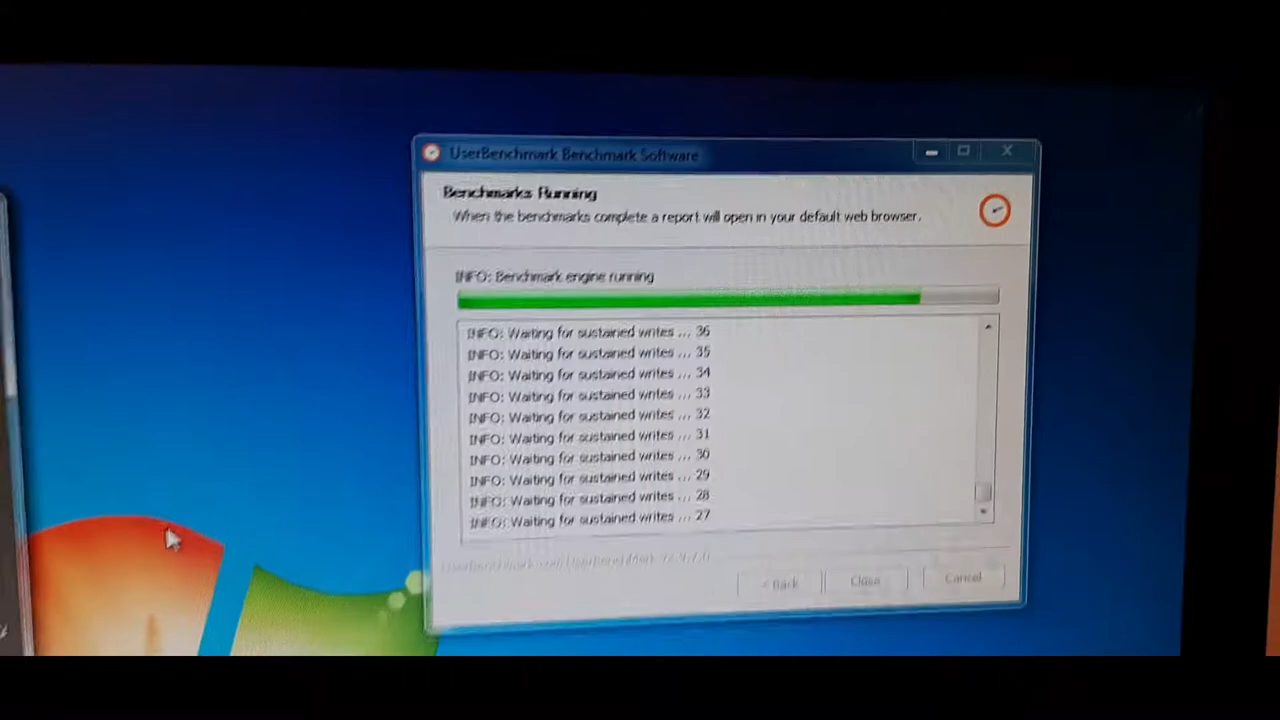 UserBenchmark Benchmark Software
Benchmarks Running
When the benchmarks complete a report will open in your default web browser.
INFO: Benchmark engine running
INFO: Waiting for sustained writes ... 36
INFO: Waiting for sustained writes ... 35
INFO: Waiting for sustained writes ... 34
INFO: Waiting for sustained writes ... 33
INFO: Waiting for sustained writes ... 32
INFO: Waiting for sustained writes ... 31
INFO: Waiting for sustained writes ... 30
INFO: Waiting for sustained writes ... 29
INFO: Waiting for sustained writes ... 28
INFO: Waiting for sustained writes ... 27
< Back Close Cancel